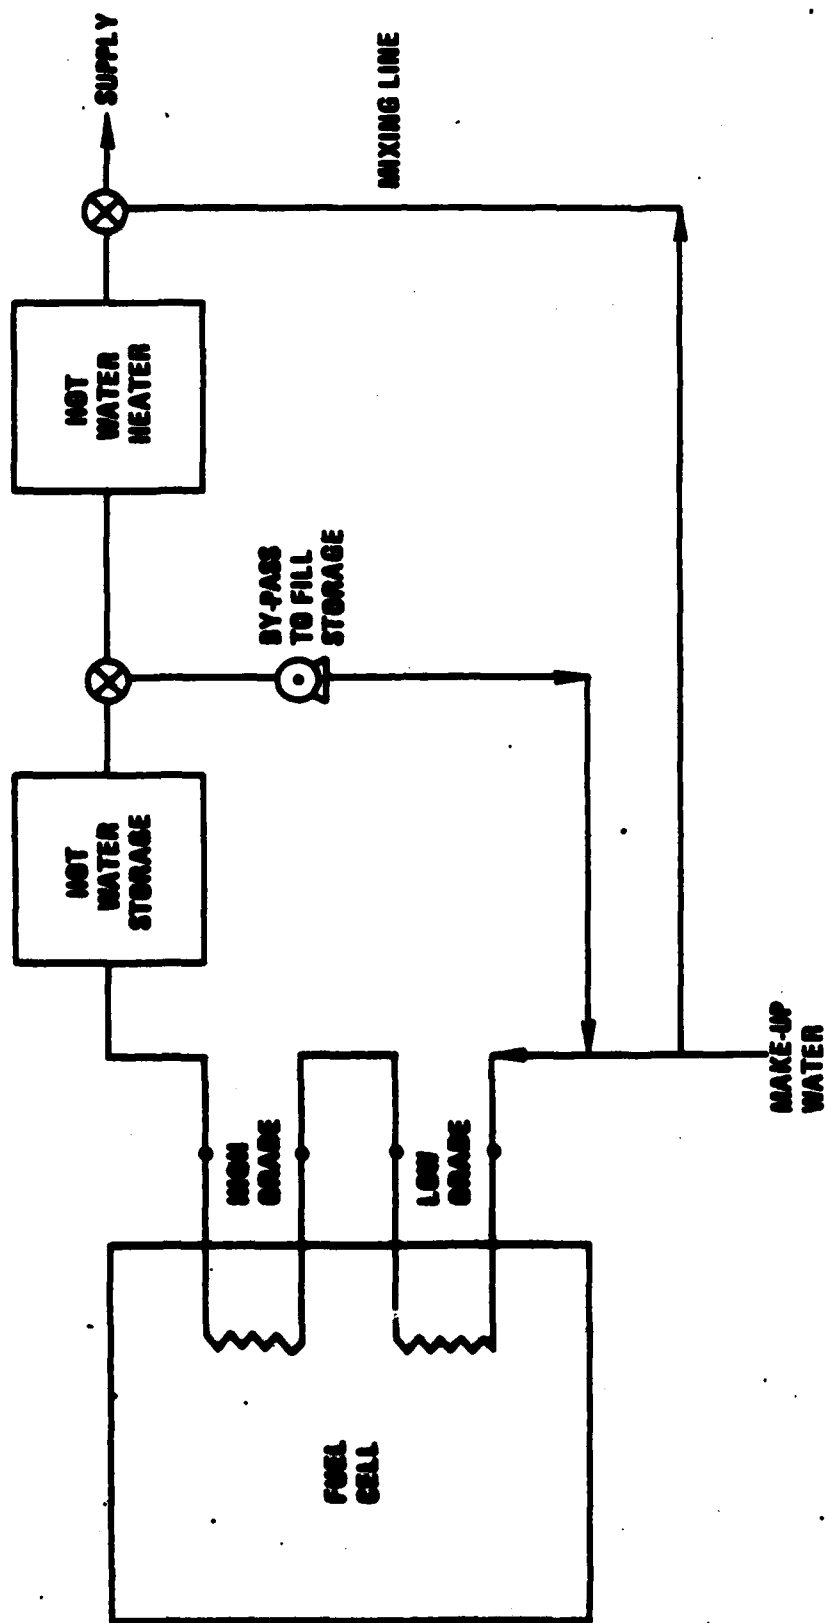 FUEL
CELL
HIGH
GRADE
LOW
GRADE
MAKE-UP
WATER
HOT
WATER
STORAGE
BY-PASS
TO FILL
STORAGE
HOT
WATER
HEATER
MIXING LINE
SUPPLY